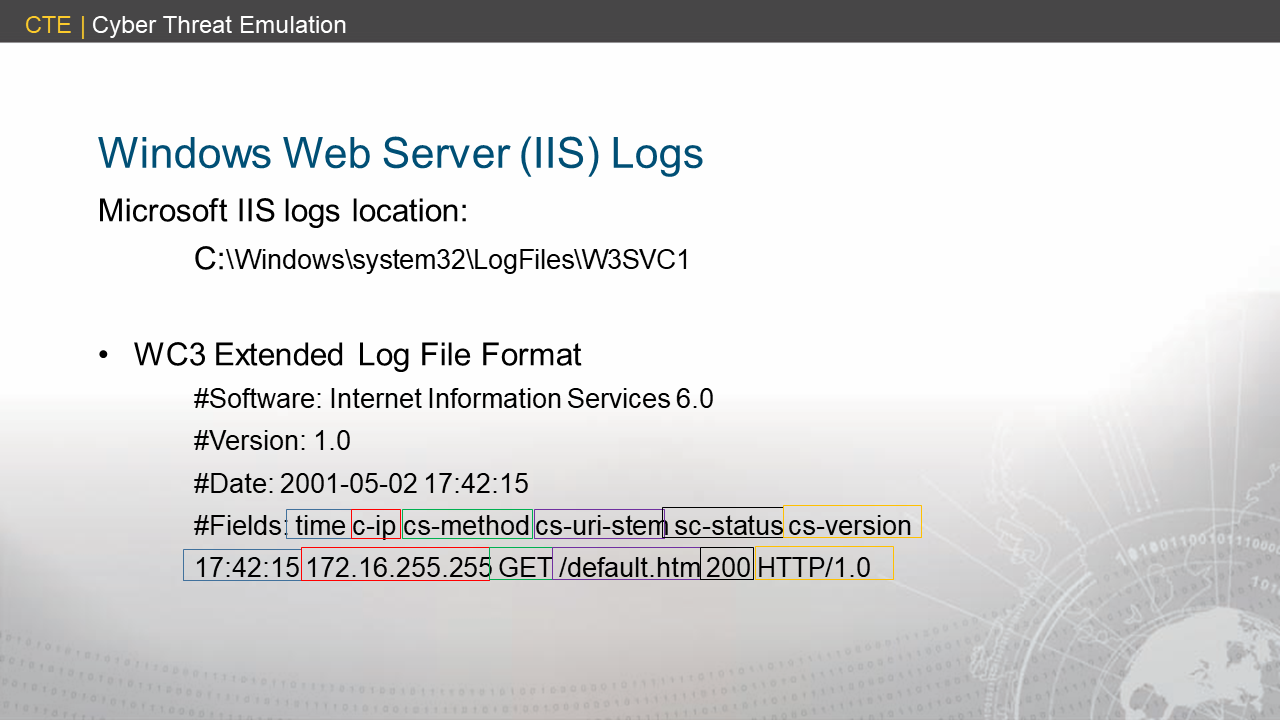 CTE | Cyber Threat Emulation
Windows Web Server (IIS) Logs
Microsoft IIS logs location:
C:\Windows\system32\LogFiles\W3SVC1
• WC3 Extended Log File Format
#Software: Internet Information Services 6.0
#Version: 1.0
#Date: 2001-05-02 17:42:15
#Fields: time c-ip cs-method cs-uri-stem sc-status cs-version
17:42:15 172.16.255.255 GET /default.htm 200 HTTP/1.0